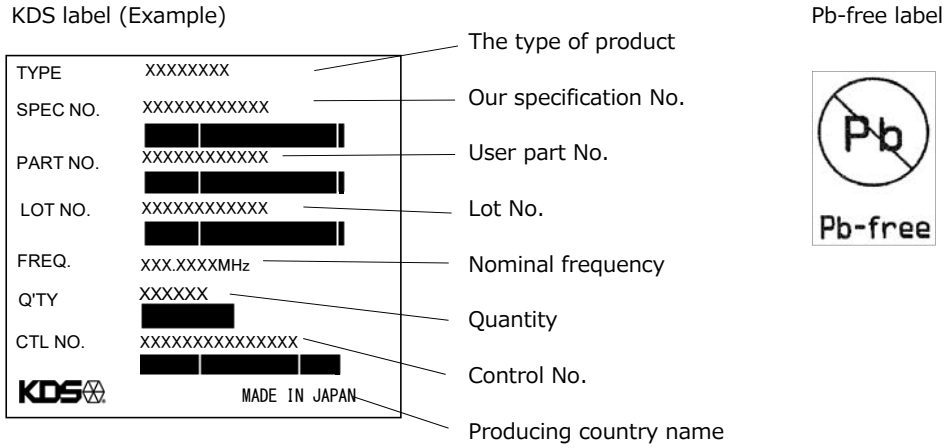 KDS label (Example)
Pb-free label
TYPE XXXXXXXX
The type of product
SPEC NO. XXXXXXXXXXXX
Our specification No.
PART NO. XXXXXXXXXXXX
User part No.
LOT NO. XXXXXXXXXXXX
Lot No.
FREQ. XXX.XXXXMHz
Nominal frequency
Q'TY XXXXXX
Quantity
CTL NO. XXXXXXXXXXXXXXX
Control No.
KDS MADE IN JAPAN
Producing country name
Pb
Pb-free